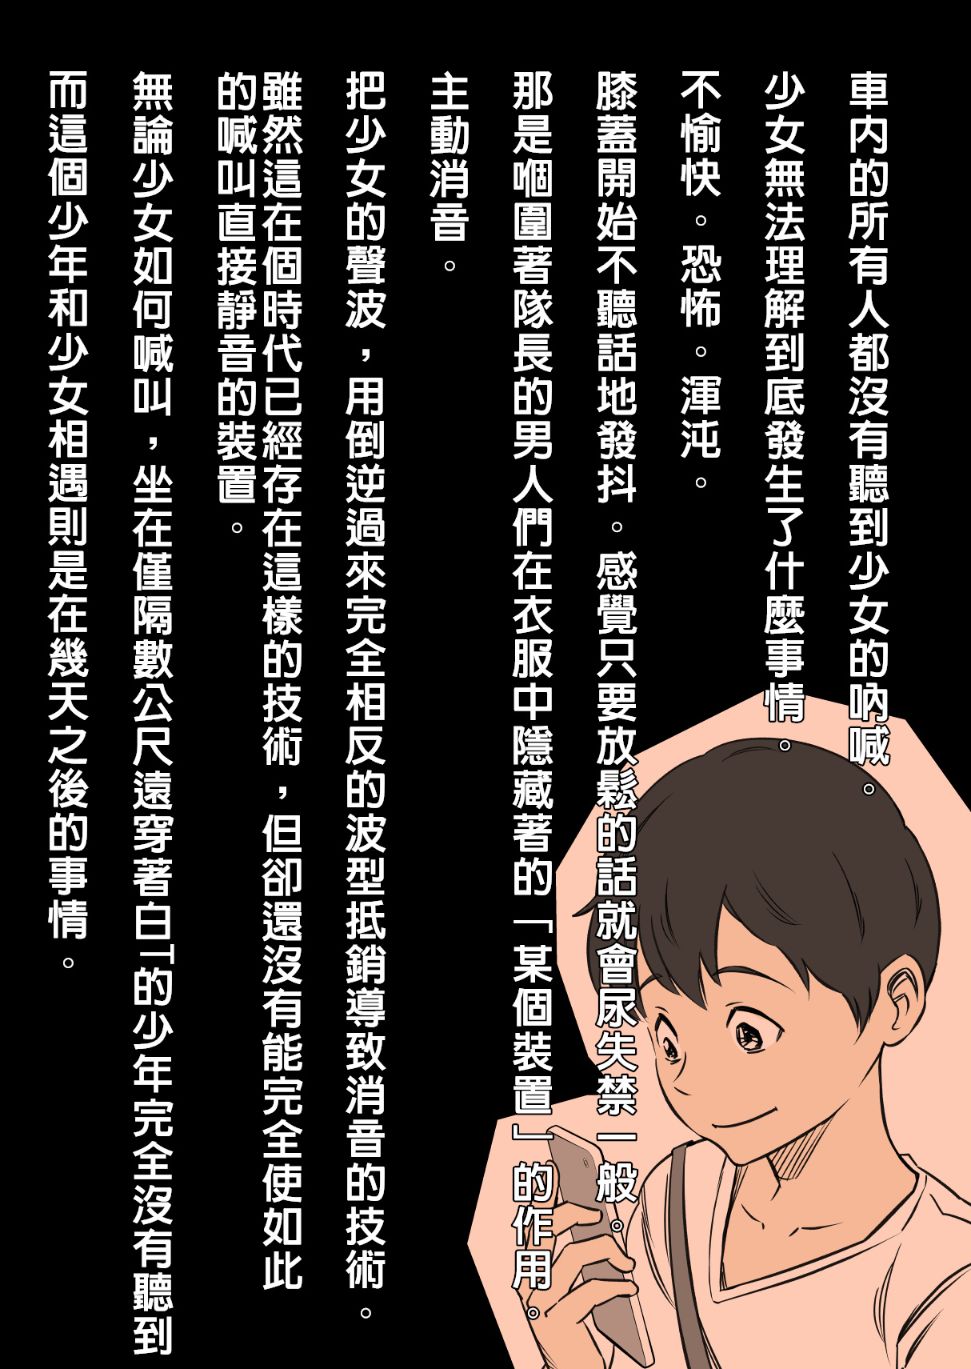 車內的所有人都沒有聽到少女的吶喊。
少女無法理解到底發生了什麼事情。
不愉快。恐怖。渾沌。
膝蓋開始不聽話地發抖。感覺只要放鬆的話就會尿失禁一般。
那是嗰圍著隊長的男人們在衣服中隱藏著的「某個裝置」的作用。
主動消音。
把少女的聲波，用倒逆過來完全相反的波型抵銷導致消音的技術。
雖然這在個時代已經存在這樣的技術，但卻還沒有能完全使如此
的喊叫直接靜音的裝置。
無論少女如何喊叫，坐在僅隔數公尺遠穿著白T的少年完全沒有聽到
而這個少年和少女相遇則是在幾天之後的事情。